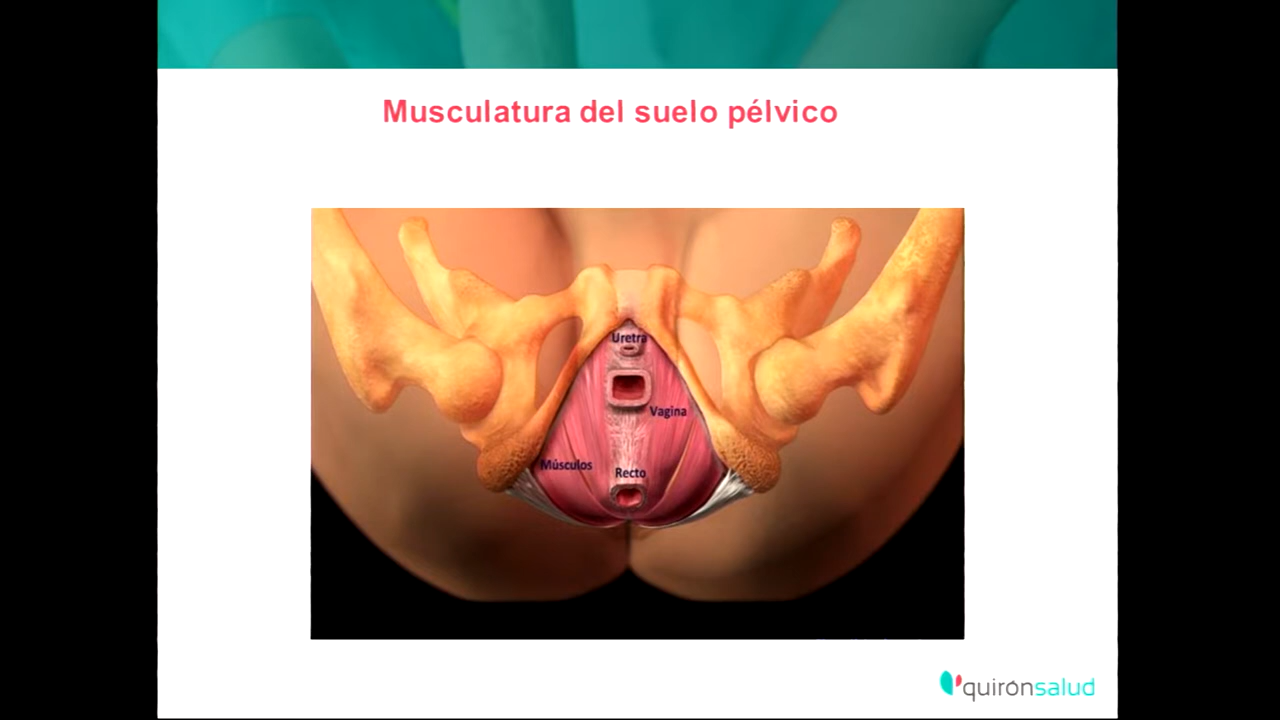 Musculatura del suelo pélvico
Uretra
Vagina
Músculos
Recto
quirónsalud